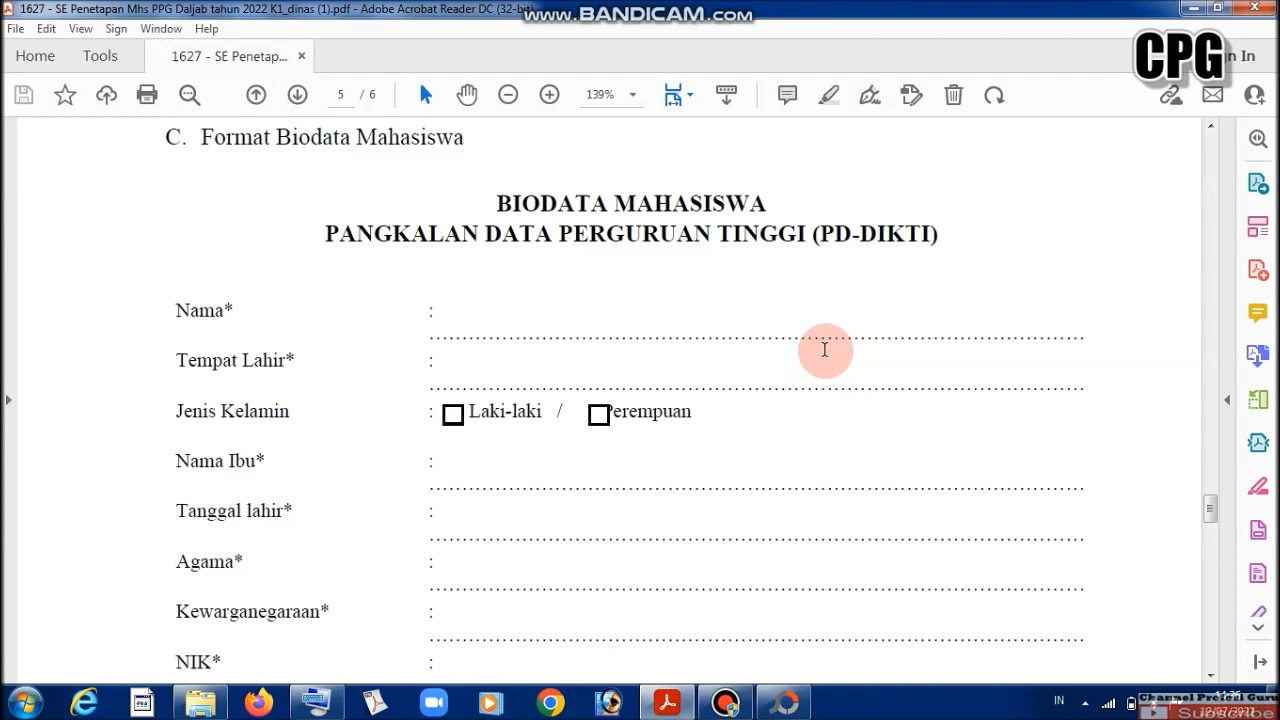 1627 - SE Penetapan Mhs PPG Daljab tahun 2022 K1_dinas (1).pdf - Adobe Acrobat Reader DC (32-bit)
www.BANDICAM.com
File Edit View Sign Window Help
CPG
Home Tools 1627 - SE Penetap... × In
5 / 6 139%
C. Format Biodata Mahasiswa
BIODATA MAHASISWA
PANGKALAN DATA PERGURUAN TINGGI (PD-DIKTI)
Nama* :
Tempat Lahir* :
Jenis Kelamin : Laki-laki / Perempuan
Nama Ibu* :
Tanggal lahir* :
Agama* :
Kewarganegaraan* :
NIK* :
IN
Subscribe